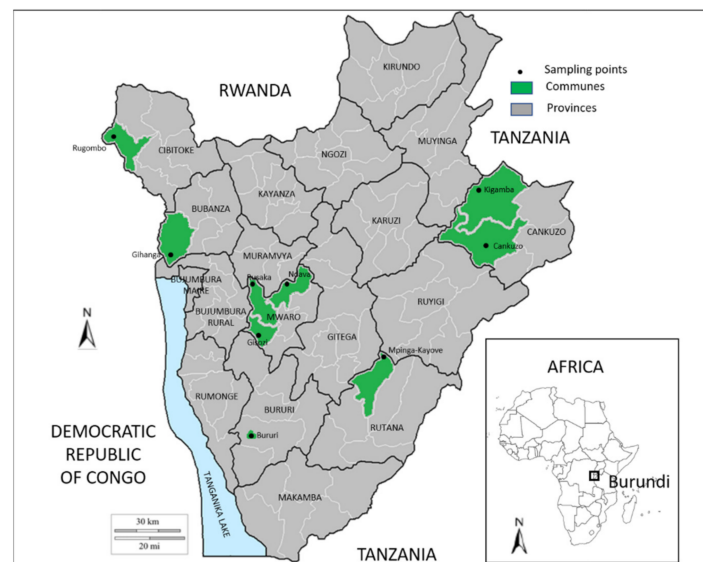 KIRUNDO
Sampling points
Communes
Provinces
RWANDA
TANZANIA
MUYINGA
Rugombo
CIBITOKE
NGOZI
Kigamba
BUBANZA
KAYANZA
KARUZI
CANKUZO
Cankuzo
Gihanga
MURAMVYA
Rusaka
Ndava
BUJUMBURA
MAIRIE
N
BUJUMBURA
RURAL
MWARO
RUYIGI
Gisozi
GITEGA
Mpinga-Kayove
AFRICA
RUMONGE
BURURI
RUTANA
Bururi
DEMOCRATIC
REPUBLIC
OF CONGO
TANGANIKA LAKE
Burundi
MAKAMBA
30 km
20 mi
N
TANZANIA